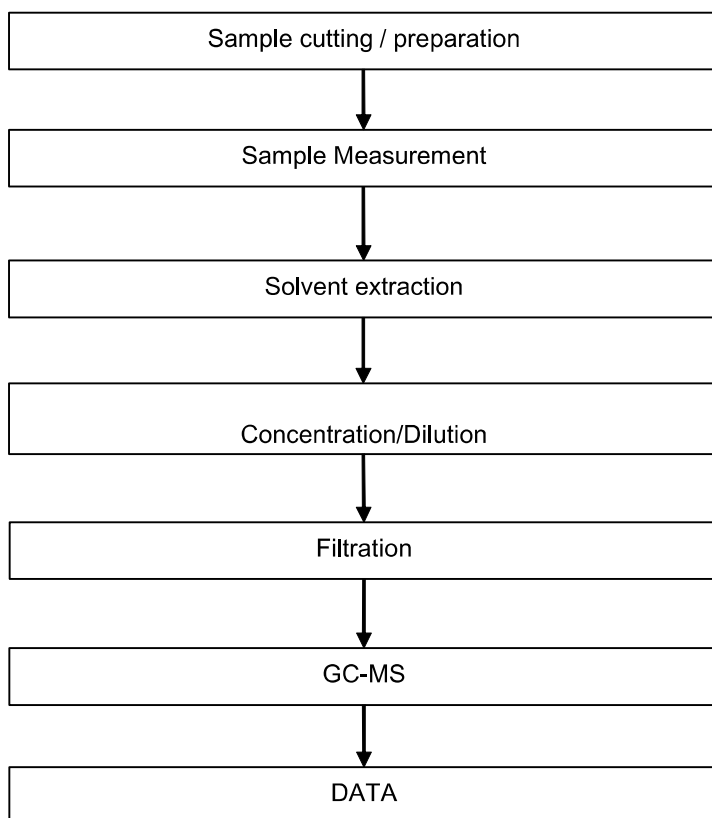 Sample cutting / preparation
Sample Measurement
Solvent extraction
Concentration/Dilution
Filtration
GC-MS
DATA